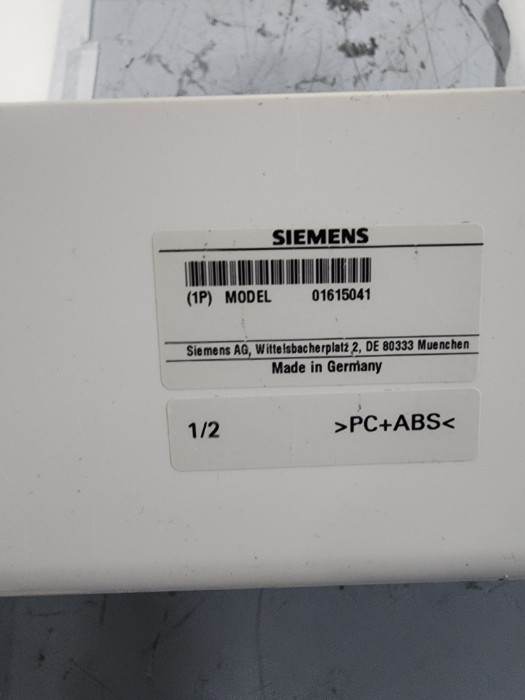 SIEMENS
(1P) MODEL 01615041
Siemens AG, Wittelsbacherplatz 2, DE 80333 Muenchen
Made in Germany
1/2 >PC+ABS<